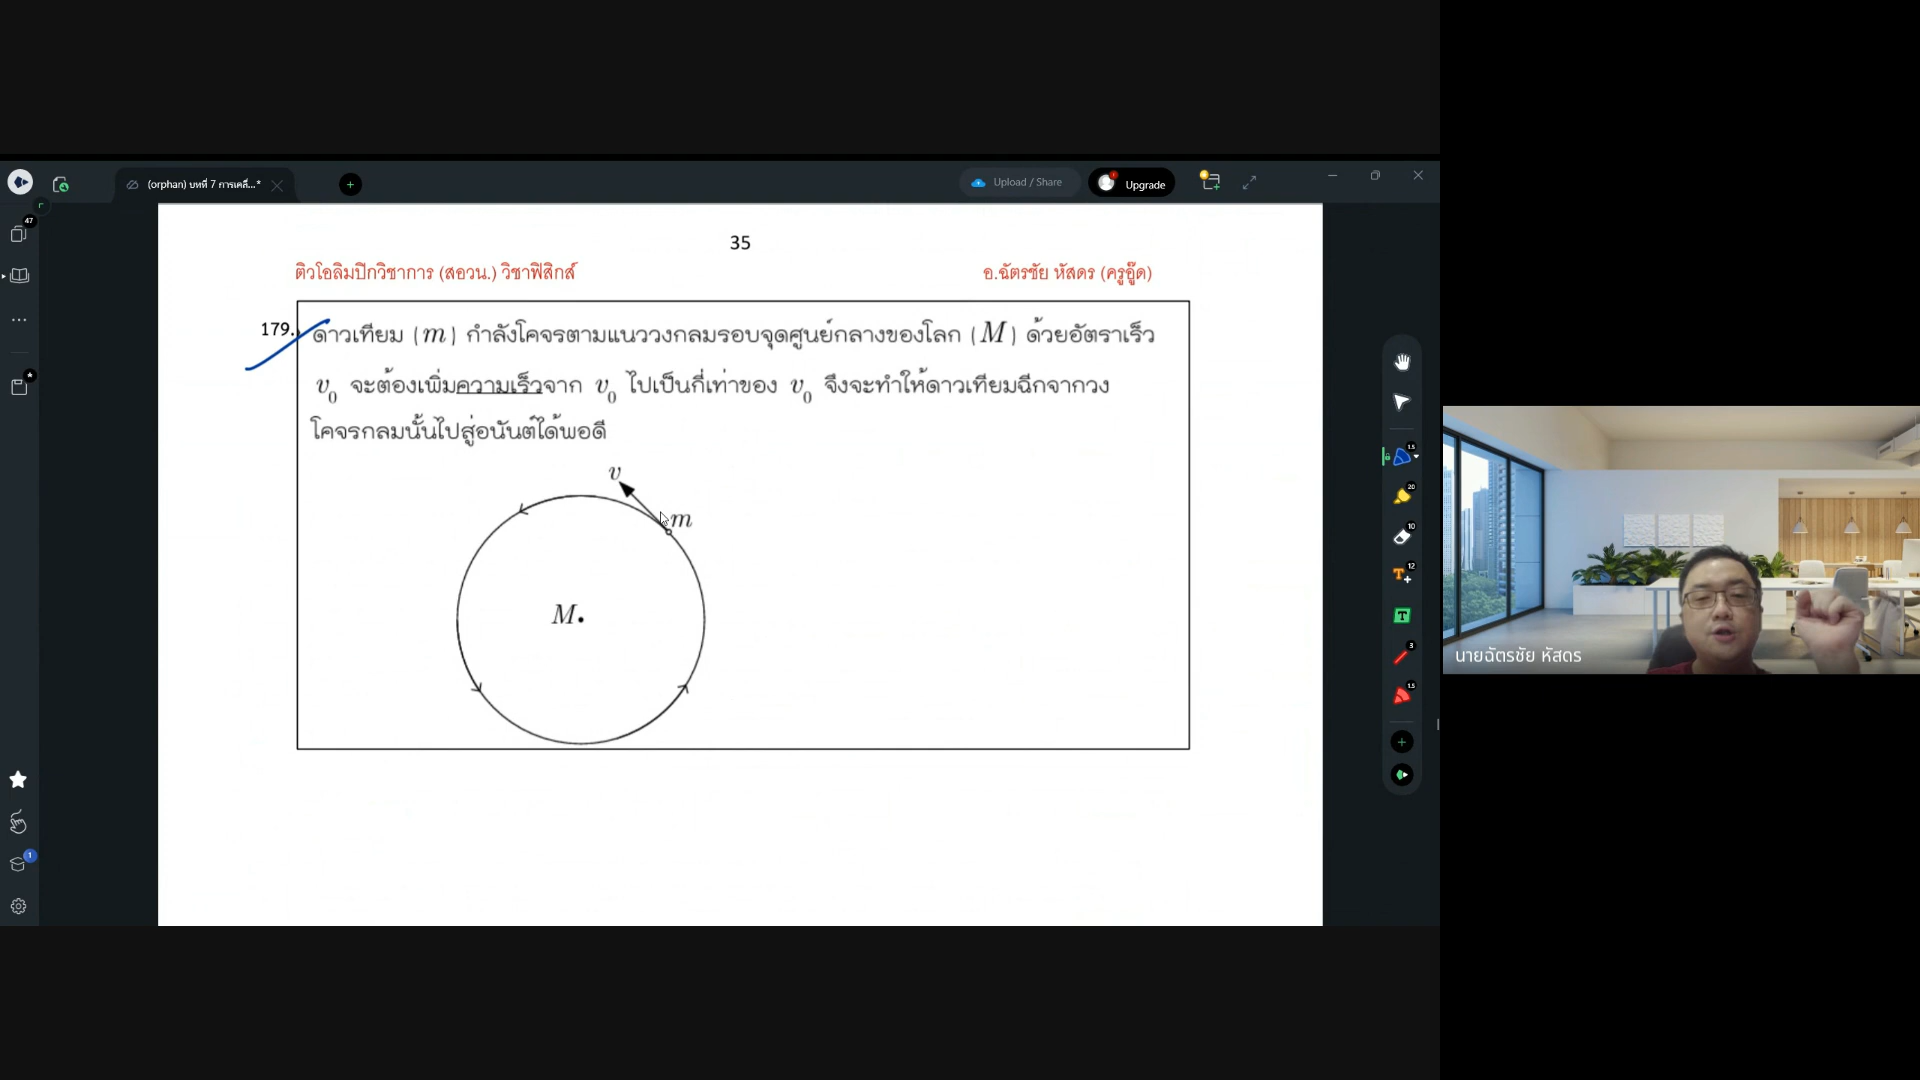 (orphan) บทที่ 7 การเคลื่...*
Upload / Share
Upgrade
47
35
ติวโอลิมปิกวิชาการ (สอวน.) วิชาฟิสิกส์
อ.ฉัตรชัย หัสดร (ครูอู๊ด)
179. ดาวเทียม (m) กำลังโคจรตามแนววงกลมรอบจุดศูนย์กลางของโลก (M) ด้วยอัตราเร็ว
v0 จะต้องเพิ่มความเร็วจาก v0 ไปเป็นกี่เท่าของ v0 จึงจะทำให้ดาวเทียมฉีกจากวง
โคจรกลมนั้นไปสู่อนันต์ได้พอดี
v
m
M
15
20
10
12
T
T
3
15
1
นายฉัตรชัย หัสดร